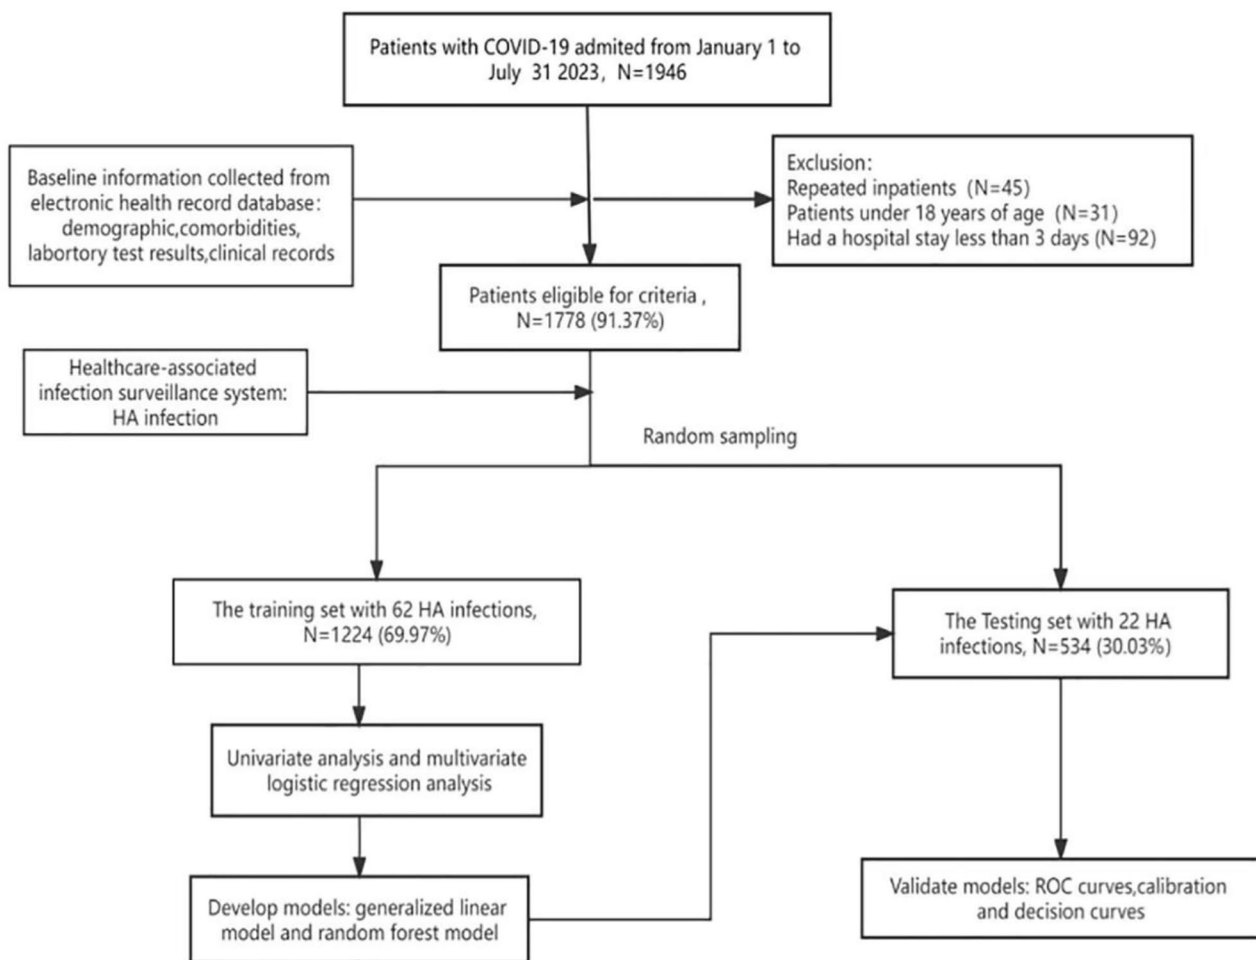 Patients with COVID-19 admited from January 1 to
July 31 2023, N=1946
Baseline information collected from
electronic health record database:
demographic,comorbidities,
labortory test results,clinical records
Exclusion:
Repeated inpatients (N=45)
Patients under 18 years of age (N=31)
Had a hospital stay less than 3 days (N=92)
Patients eligible for criteria ,
N=1778 (91.37%)
Healthcare-associated
infection surveillance system:
HA infection
Random sampling
The training set with 62 HA infections,
N=1224 (69.97%)
The Testing set with 22 HA
infections, N=534 (30.03%)
Univariate analysis and multivariate
logistic regression analysis
Develop models: generalized linear
model and random forest model
Validate models: ROC curves,calibration
and decision curves